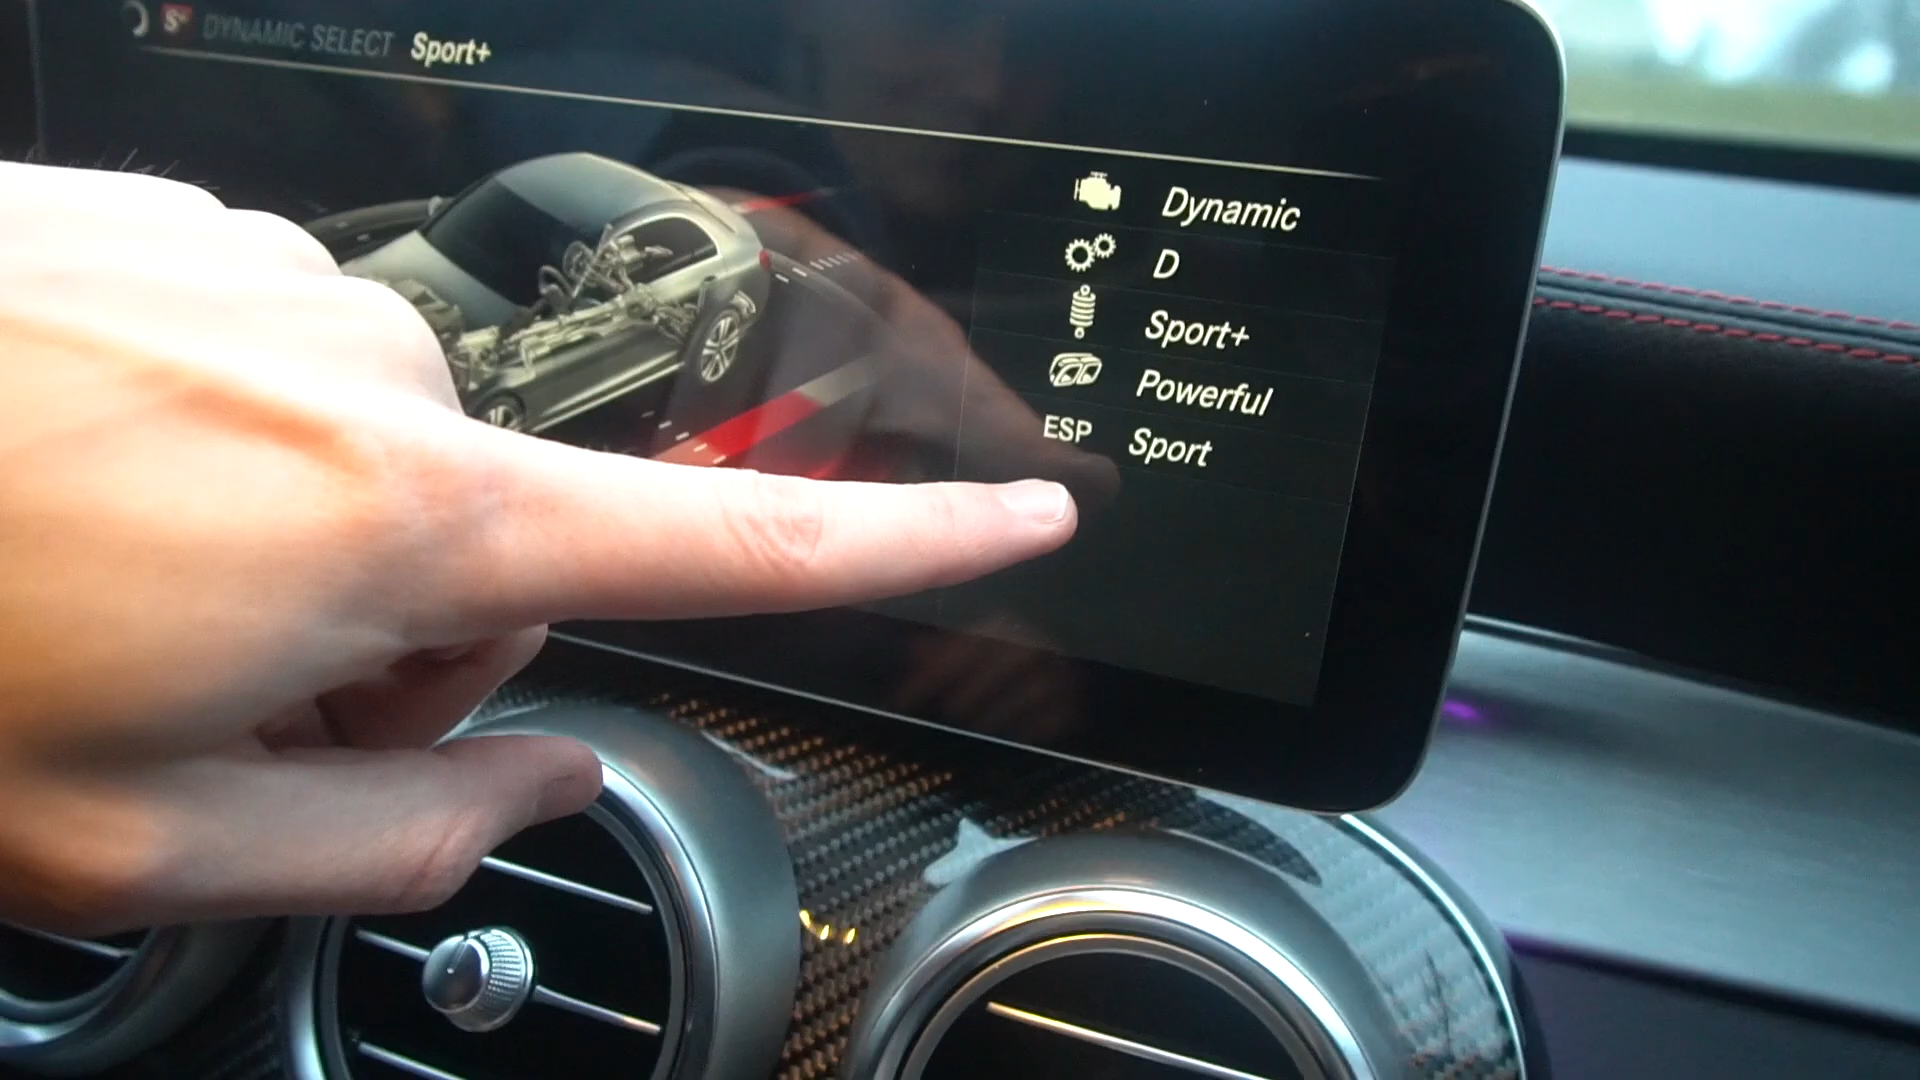 S+ DYNAMIC SELECT Sport+
Dynamic
D
Sport+
Powerful
ESP Sport